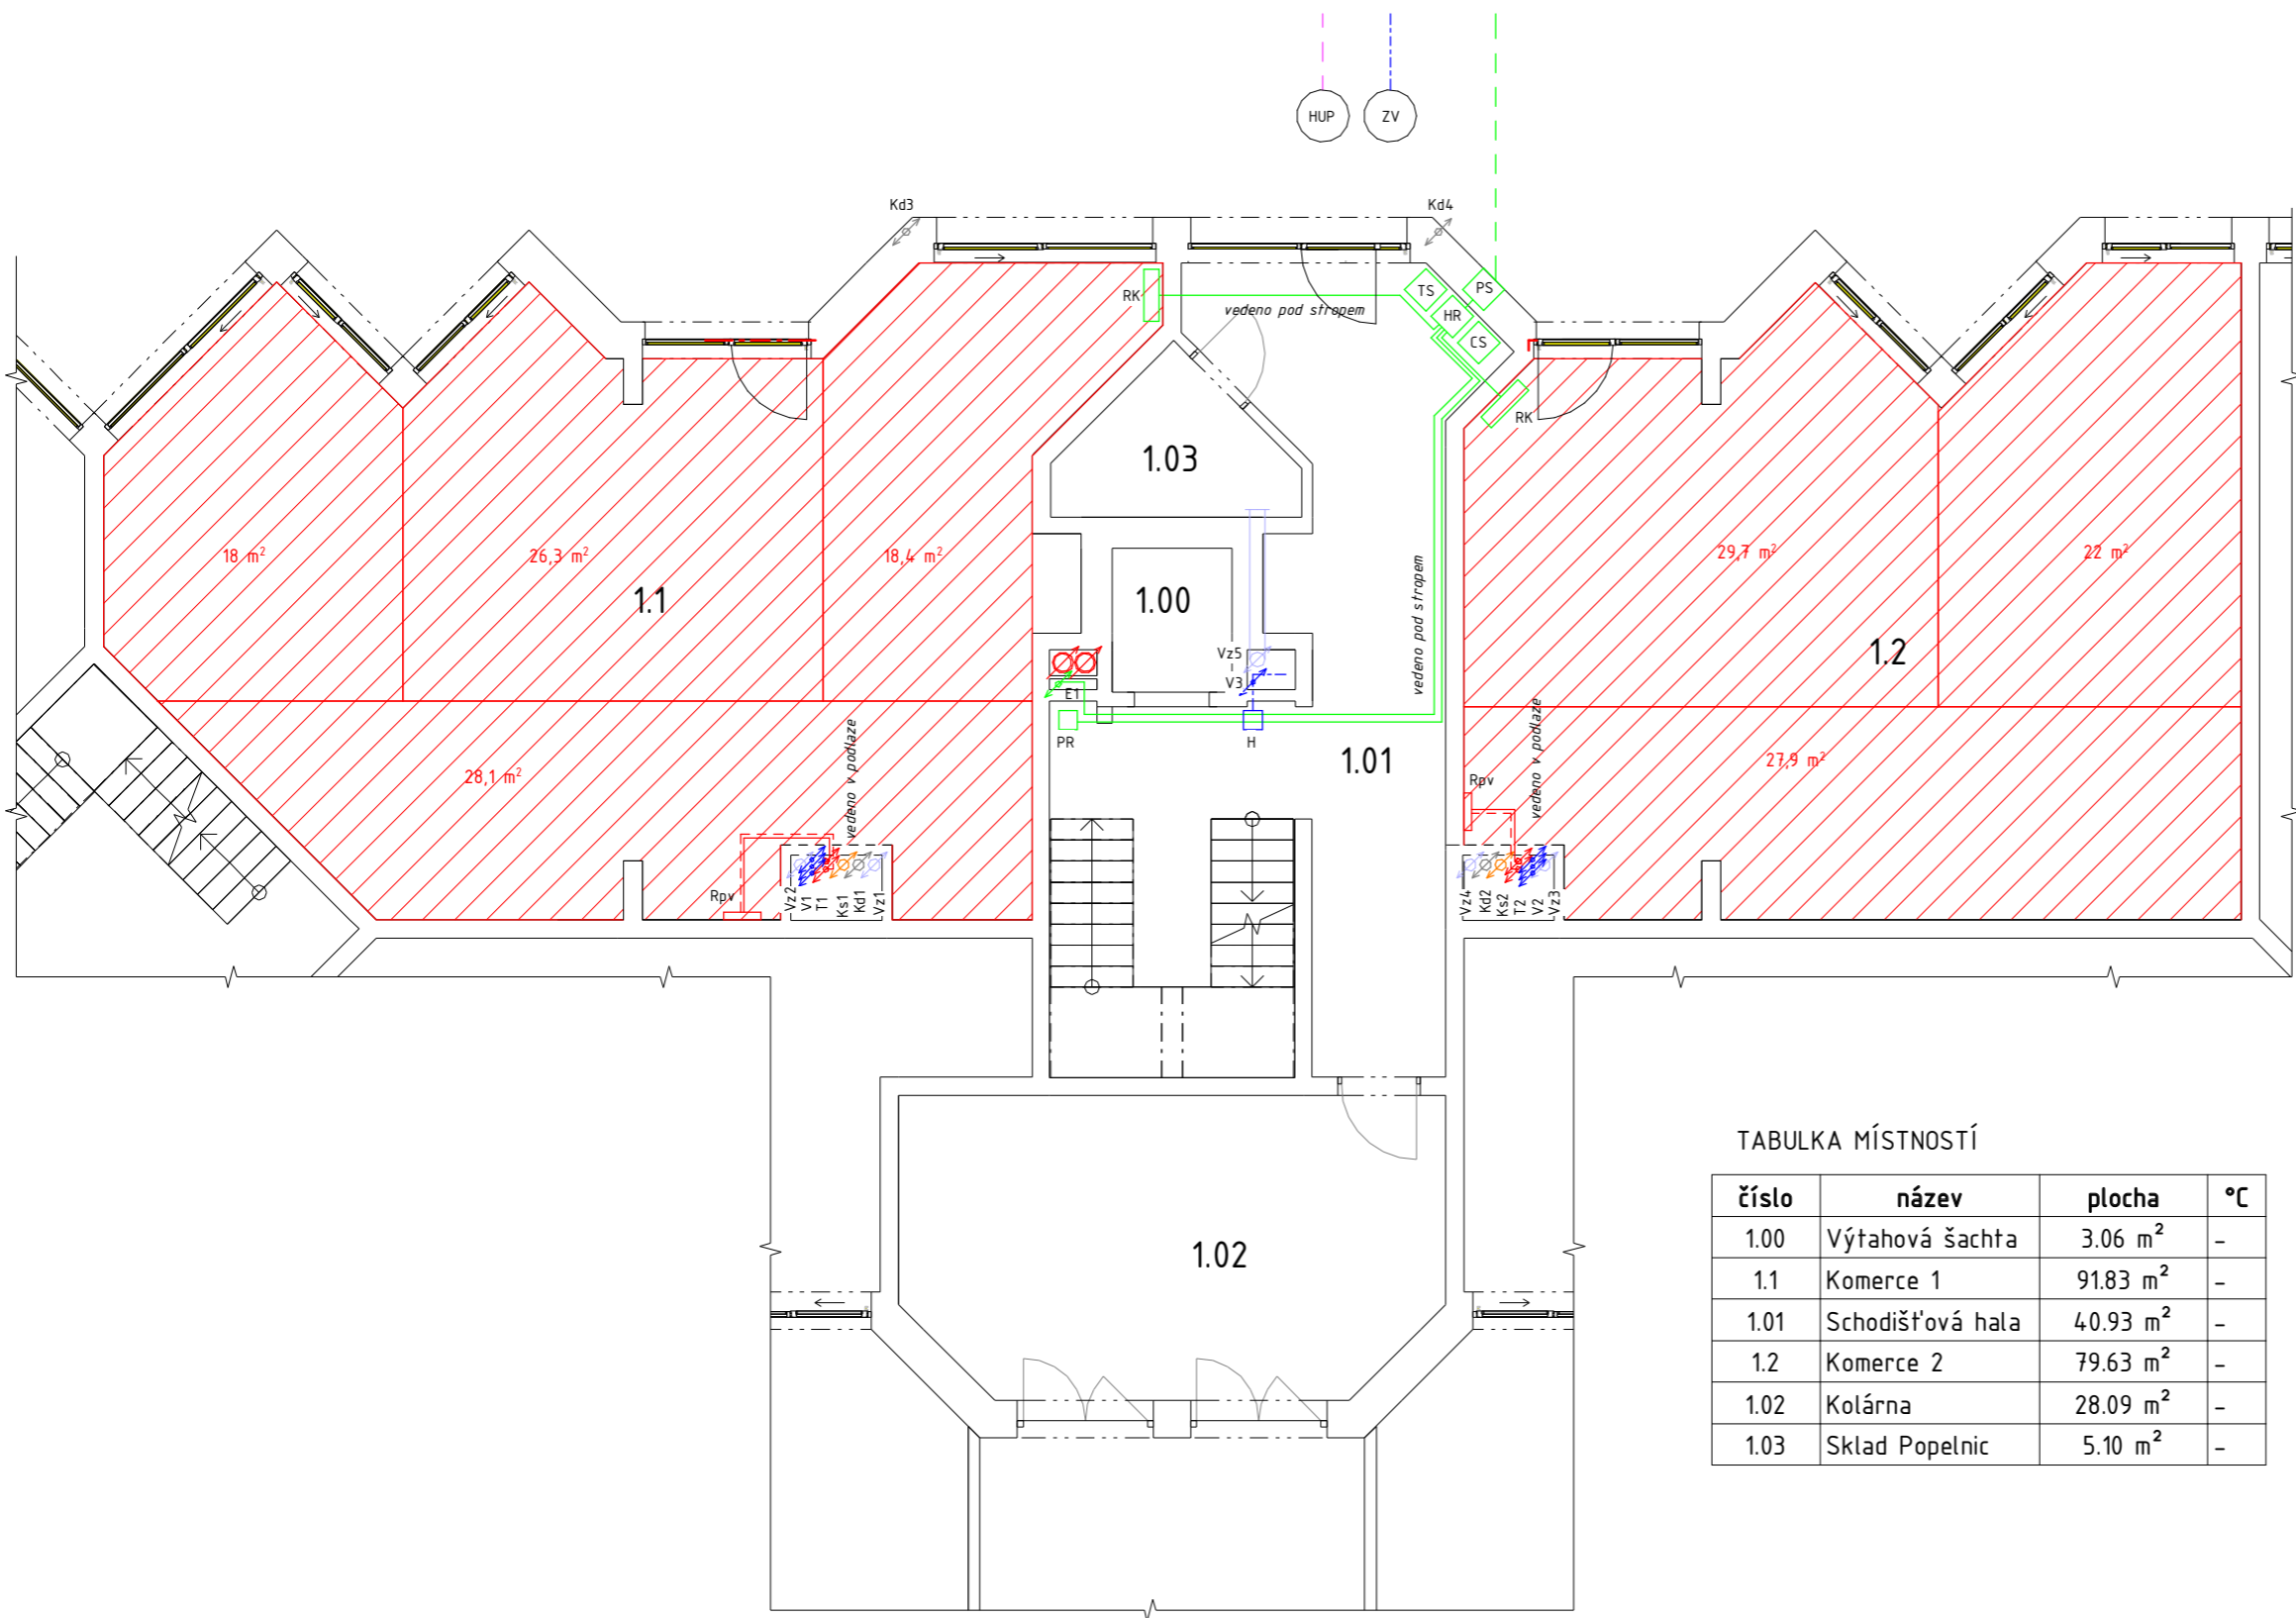 HUP
ZV
Kd3
Kd4
RK
vedeno pod stropem
TS
PS
HR
CS
RK
1.03
18 m²
26,3 m²
18,4 m²
29,7 m²
22 m²
1.1
1.00
vedeno pod stropem
1.2
Vz5
V3
E1
PR
H
1.01
28,1 m²
vedeno v podlaze
27,9 m²
vedeno v podlaze
Rpv
Rpv
Vz2
V1
T1
Ks1
Kd1
Vz1
Vz4
Kd2
Ks2
T2
V2
Vz3
1.02
TABULKA MÍSTNOSTÍ
číslo název plocha °C
1.00 Výtahová šachta 3.06 m² -
1.1 Komerce 1 91.83 m² -
1.01 Schodišťová hala 40.93 m² -
1.2 Komerce 2 79.63 m² -
1.02 Kolárna 28.09 m² -
1.03 Sklad Popelnic 5.10 m² -